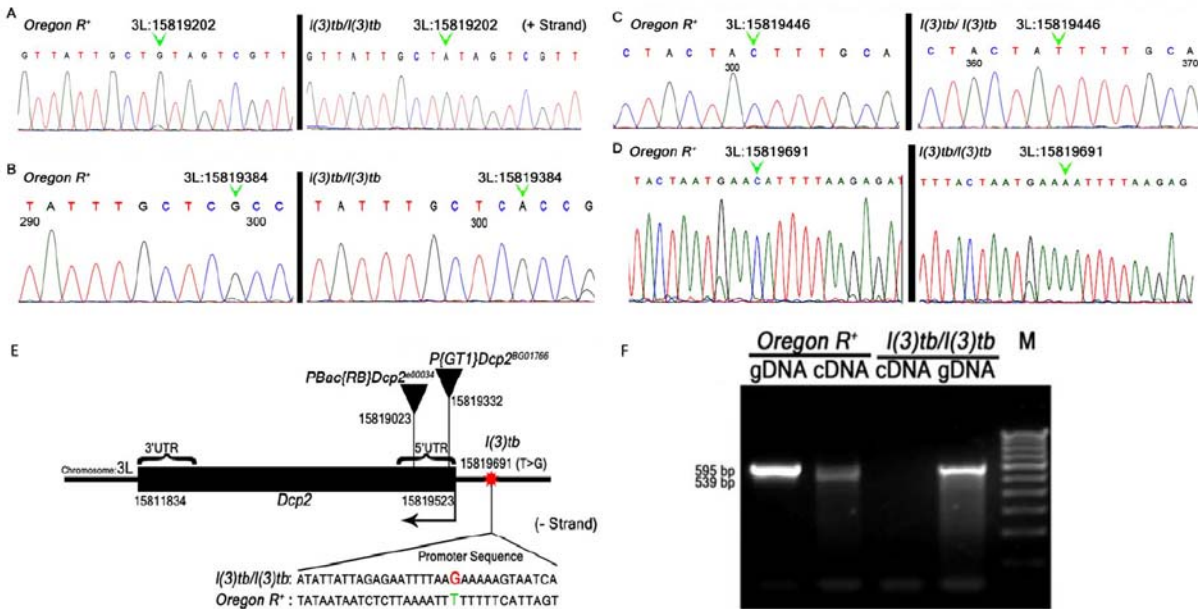 A
Oregon R+
3L:15819202
l(3)tb/l(3)tb
3L:15819202
(+ Strand)
G T T A T T G C T G T A G T C G T T
G T T A T T G C T A T A G T C G T T
B
Oregon R+
3L:15819384
l(3)tb/l(3)tb
3L:15819384
T A T T T G C T C G C C
290
300
T A T T T G C T C A C C G
300
C
Oregon R+
3L:15819446
l(3)tb/ l(3)tb
3L:15819446
C T A C T A C T T T G C A
300
C T A C T A T T T T G C A
360
370
D
Oregon R+
3L:15819691
l(3)tb/l(3)tb
3L:15819691
TACTAATGAACATTTTAAGAGAT
TTTACTAATGAAAATTTTAAGAG
E
P{GT1}Dcp2BG01766
PBac{RB}Dcp2e00034
15819332
15819023
l(3)tb
3'UTR
5'UTR
15819691 (T>G)
Chromosome: 3L
15811834
Dcp2
15819523
(- Strand)
Promoter Sequence
l(3)tb/l(3)tb: ATATTATTAGAGAATTTTAAGAAAAAGTAATCA
Oregon R+ : TATAATAATCTCTTAAAATTTTTTTTCATTAGT
F
Oregon R+
l(3)tb/l(3)tb
M
gDNA cDNA cDNA gDNA
595 bp
539 bp